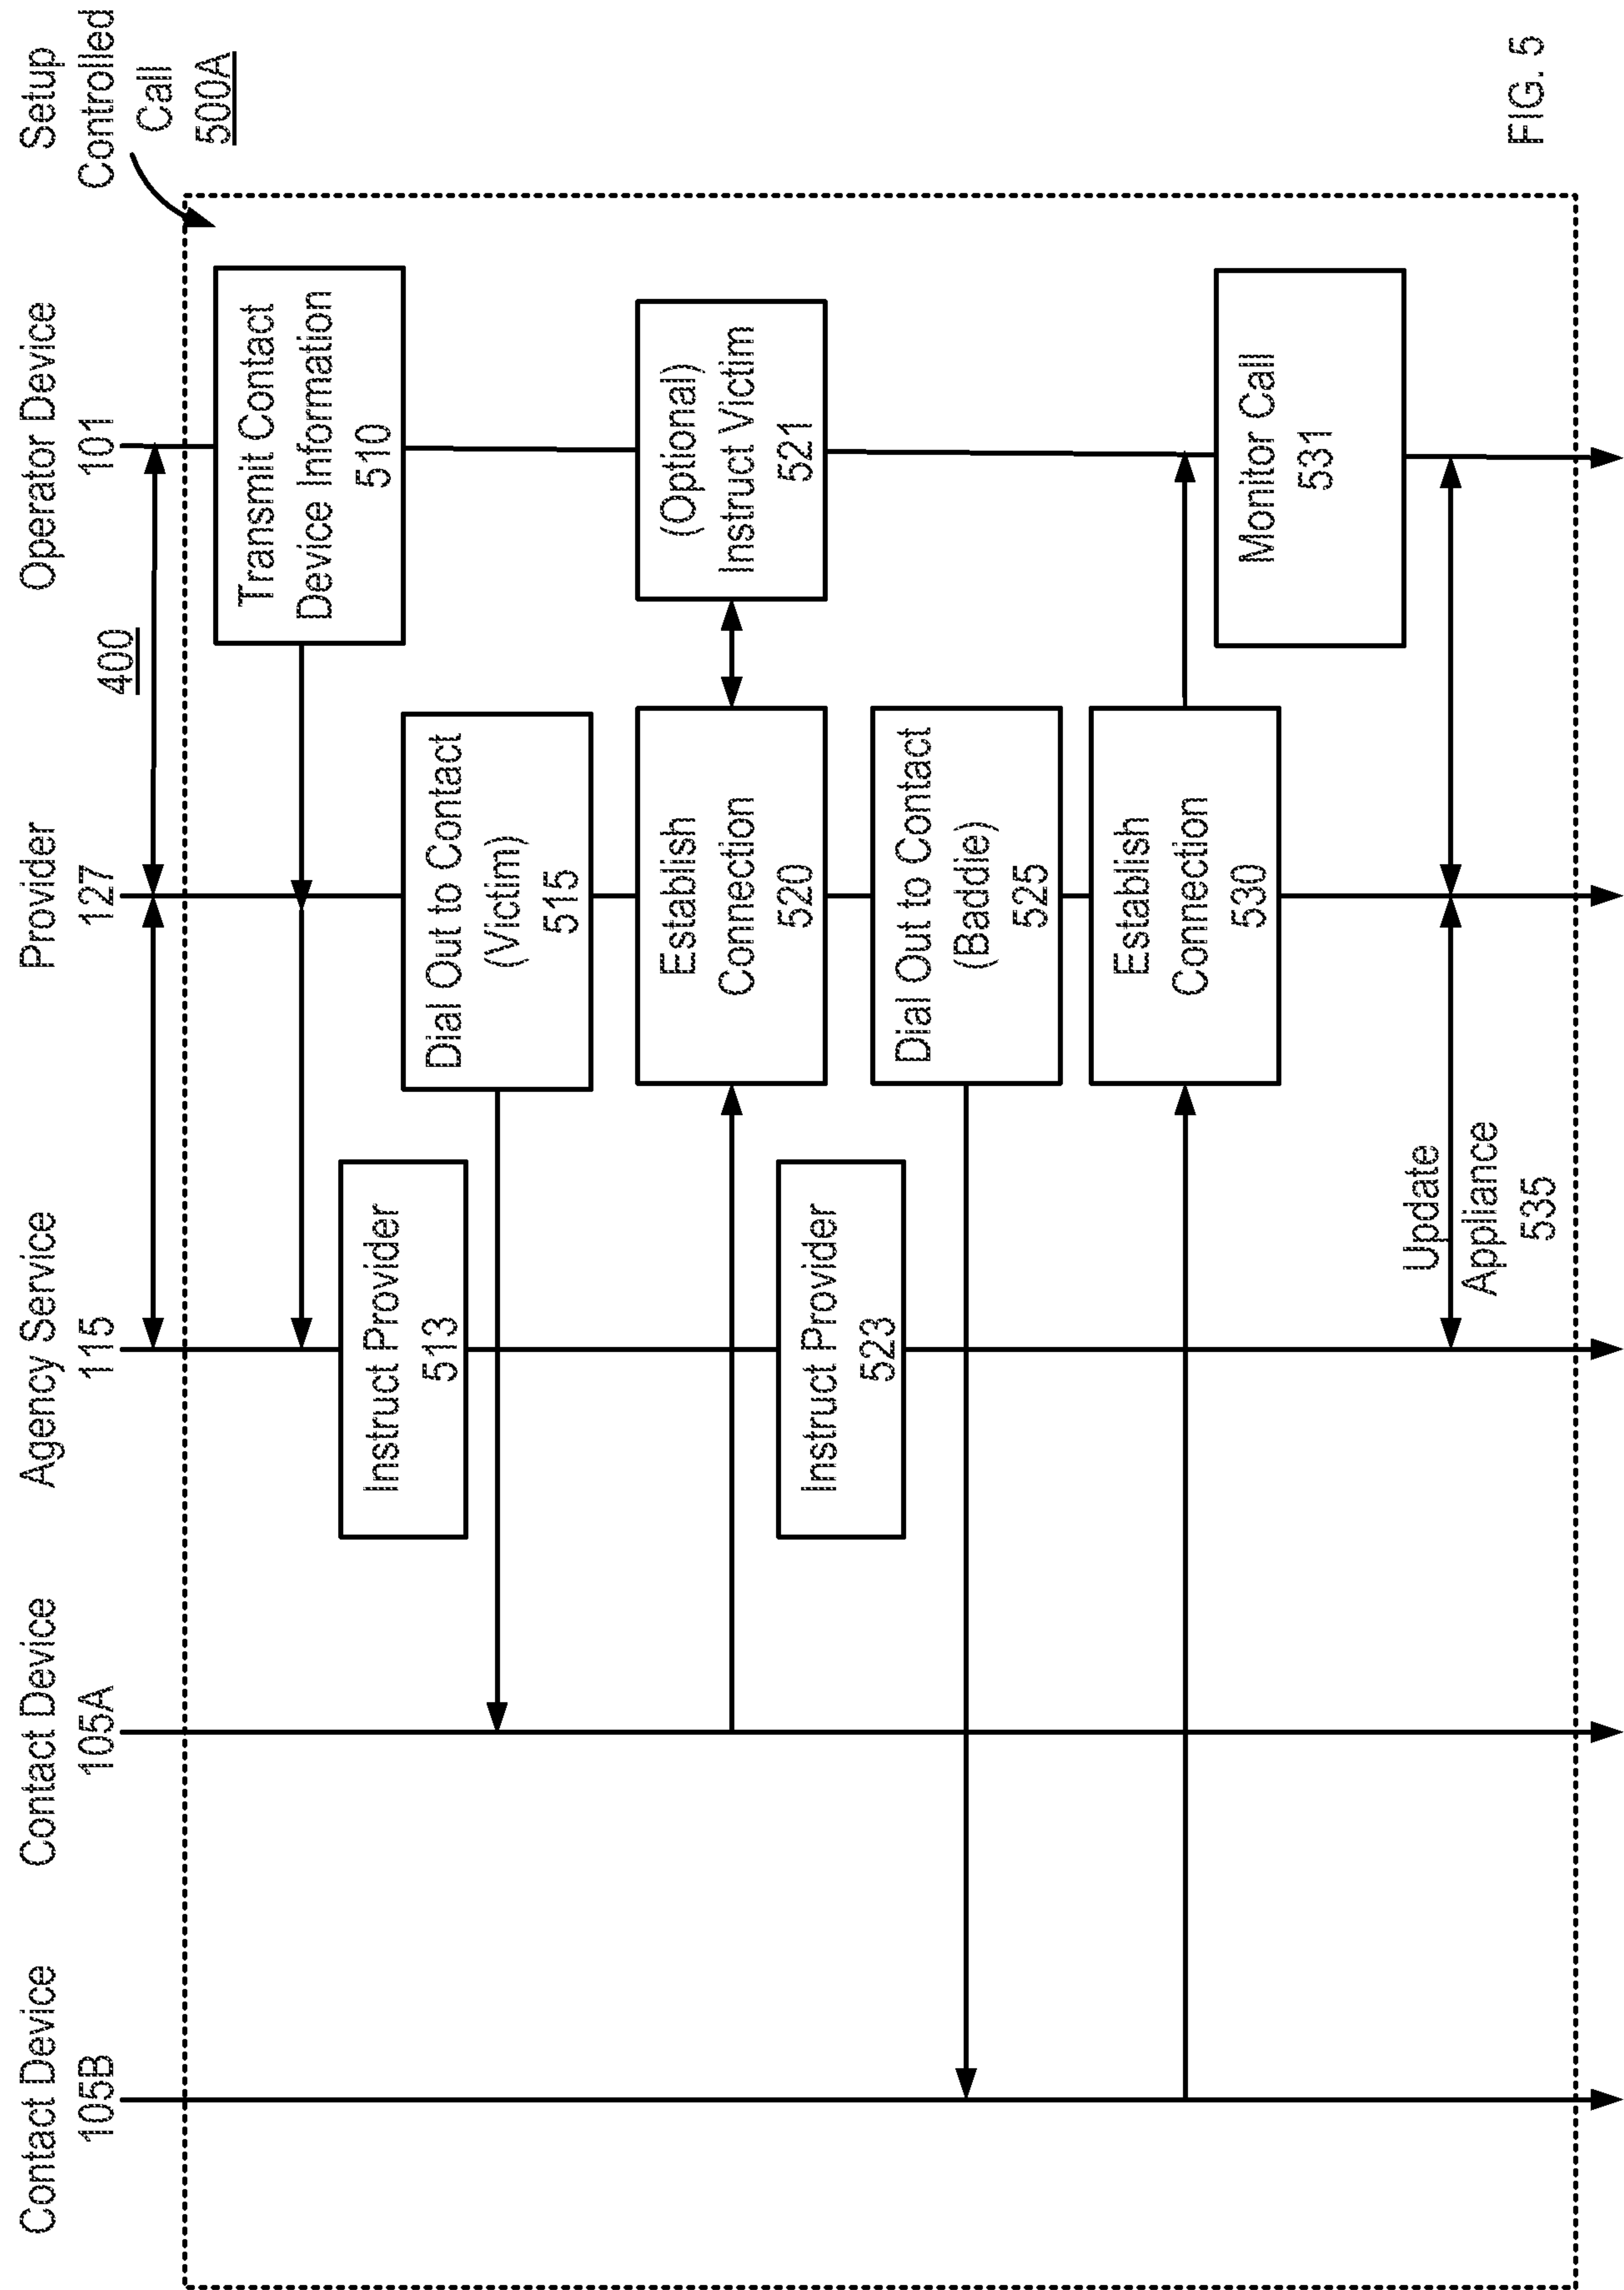 Contact Device
105B
Contact Device
105A
Agency Service
115
Provider
127
Operator Device
101
Setup
Controlled
Call
500A
400
Transmit Contact
Device Information
510
Instruct Provider
513
Dial Out to Contact
(Victim)
515
Establish
Connection
520
(Optional)
Instruct Victim
521
Instruct Provider
523
Dial Out to Contact
(Baddie)
525
Establish
Connection
530
Monitor Call
531
Update
Appliance
535
FIG. 5